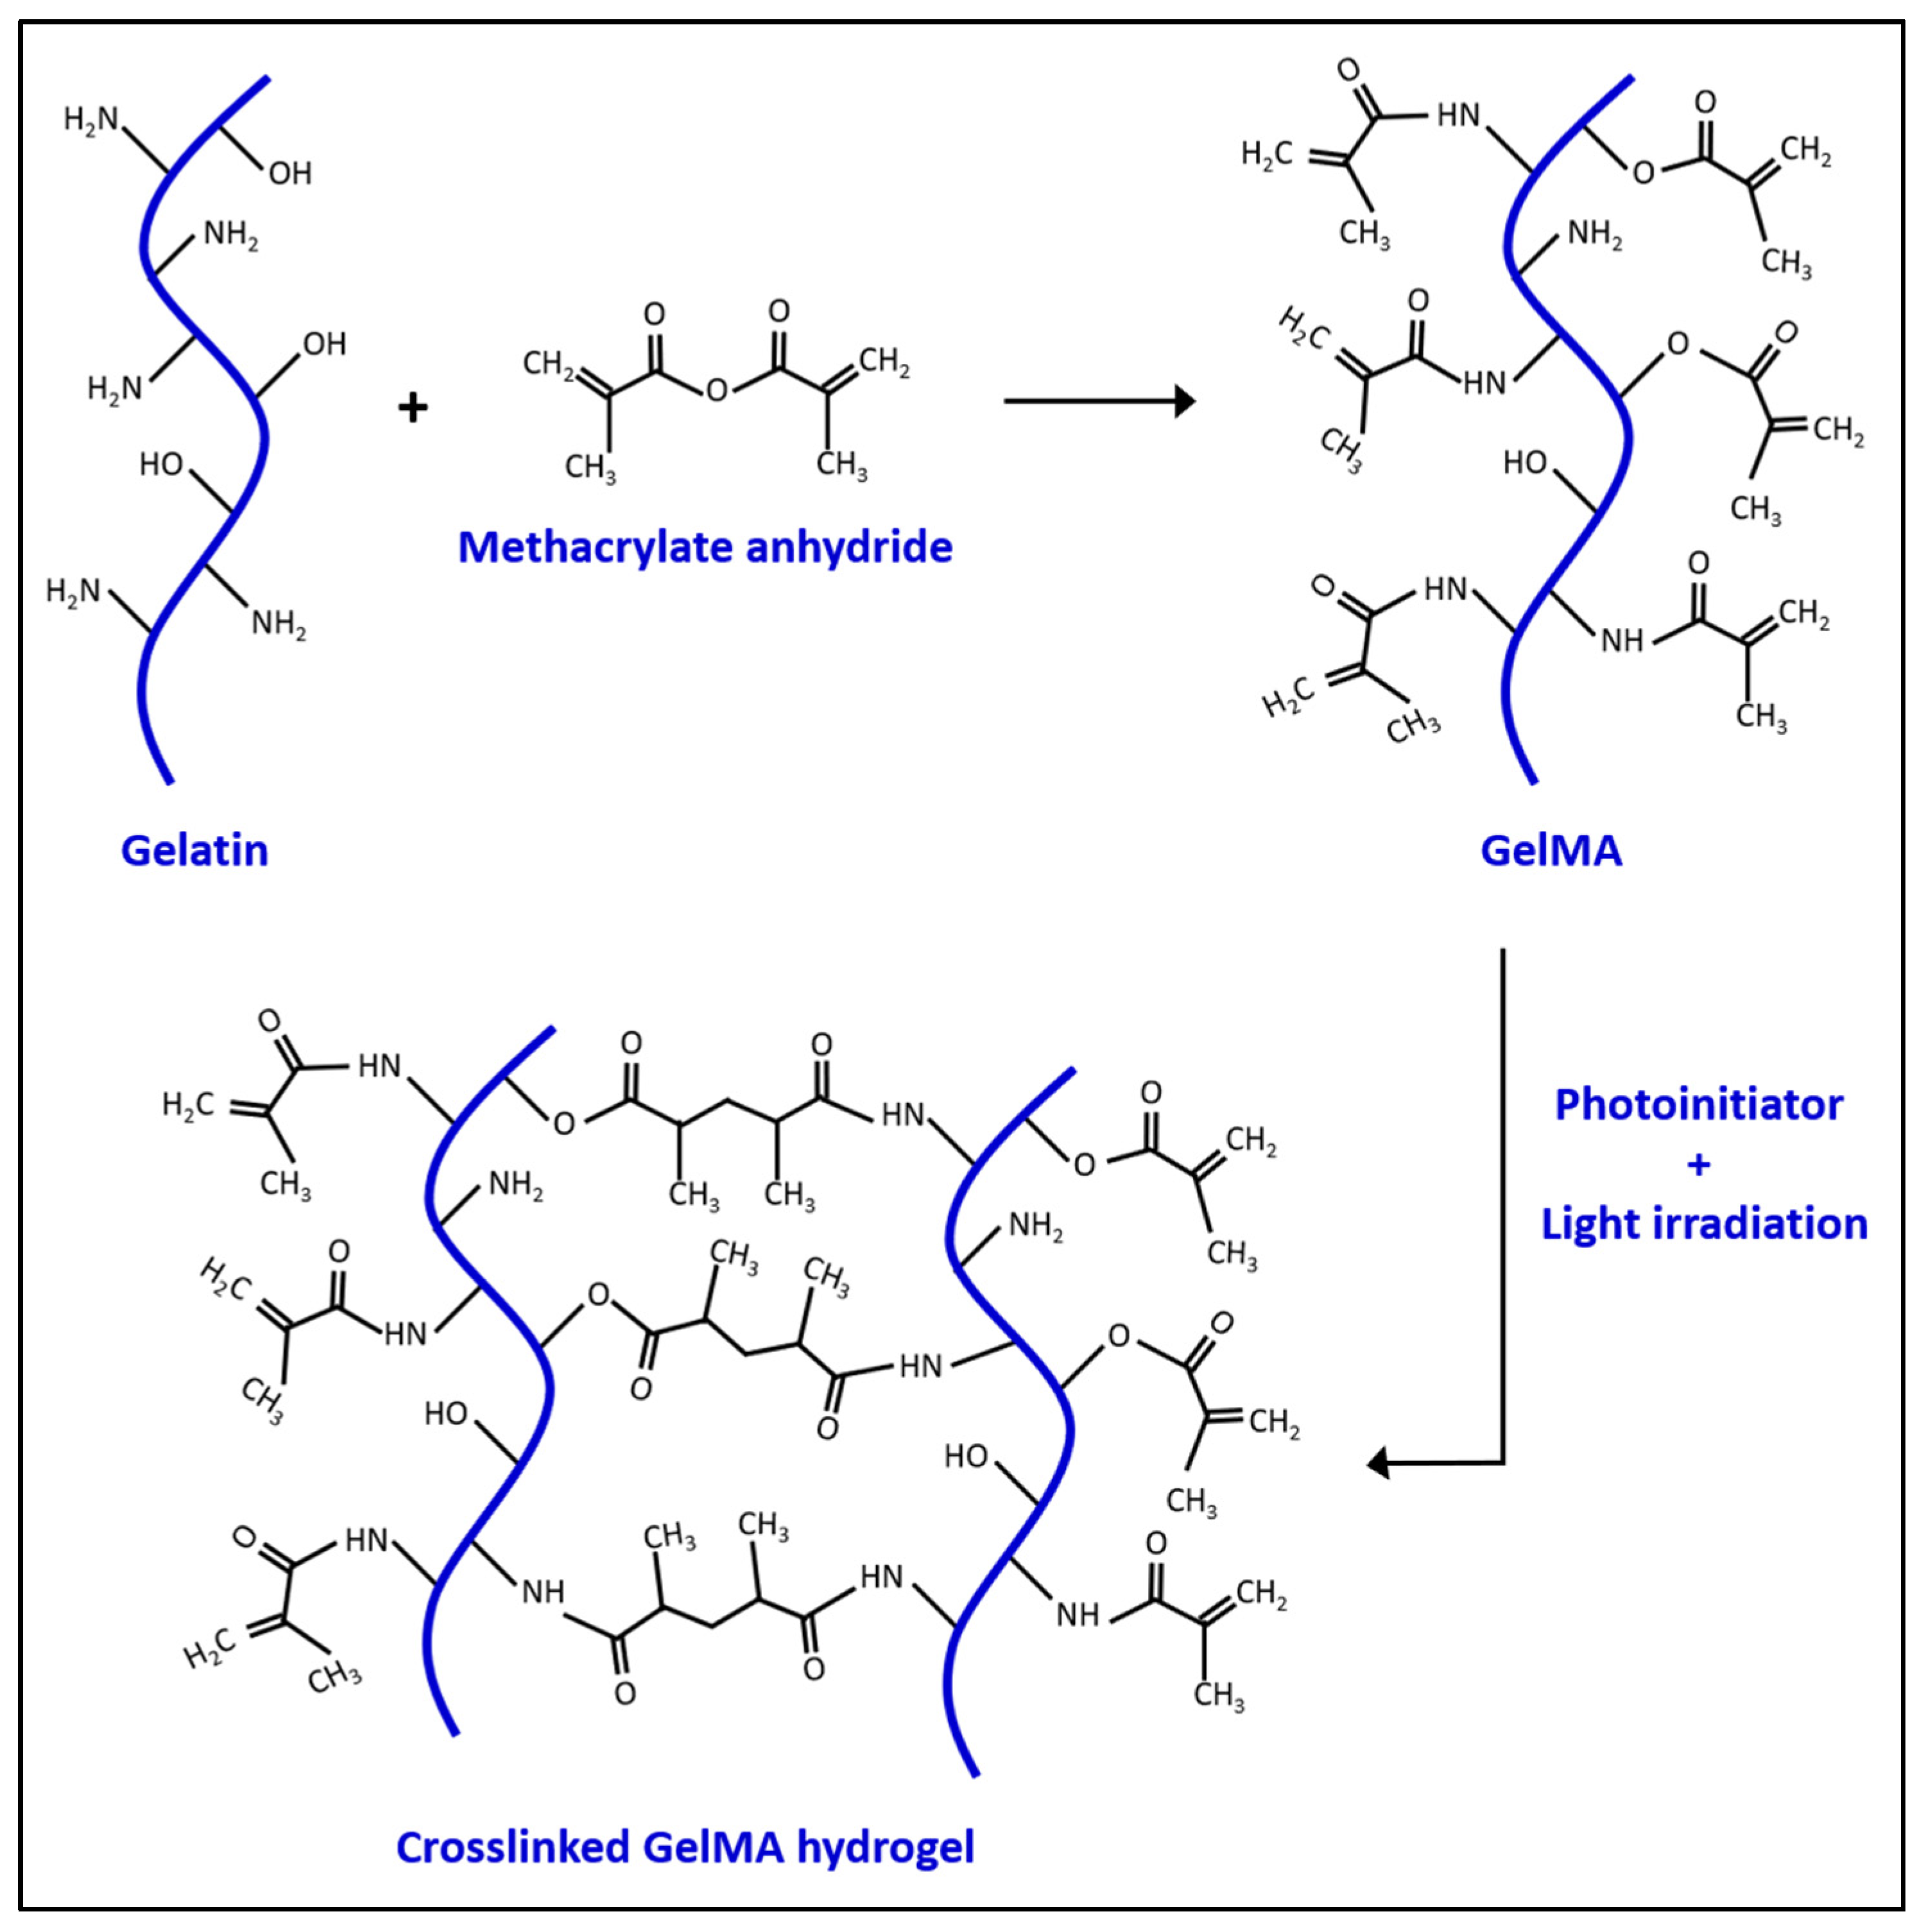 H2N
OH
NH2
OH
H2N
HO
H2N
NH2
Gelatin
+
O
O
CH2
O
CH2
CH3
CH3
Methacrylate anhydride
O
HN
O
H2C
O
CH2
CH3
CH3
NH2
H2C
O
O
O
HN
CH2
CH3
HO
CH3
O
HN
O
CH2
NH
H2C
CH3
CH3
GelMA
Photoinitiator
+
Light irradiation
O
HN
O
O
H2C
O
HN
O
O
CH2
CH3
CH3
CH3
CH3
NH2
NH2
H2C
O
O
CH3
CH3
O
O
HN
O
HN
CH2
CH3
O
HO
HO
CH3
O
HN
CH3
CH3
HN
O
NH
NH
CH2
H2C
CH3
O
O
CH3
Crosslinked GelMA hydrogel